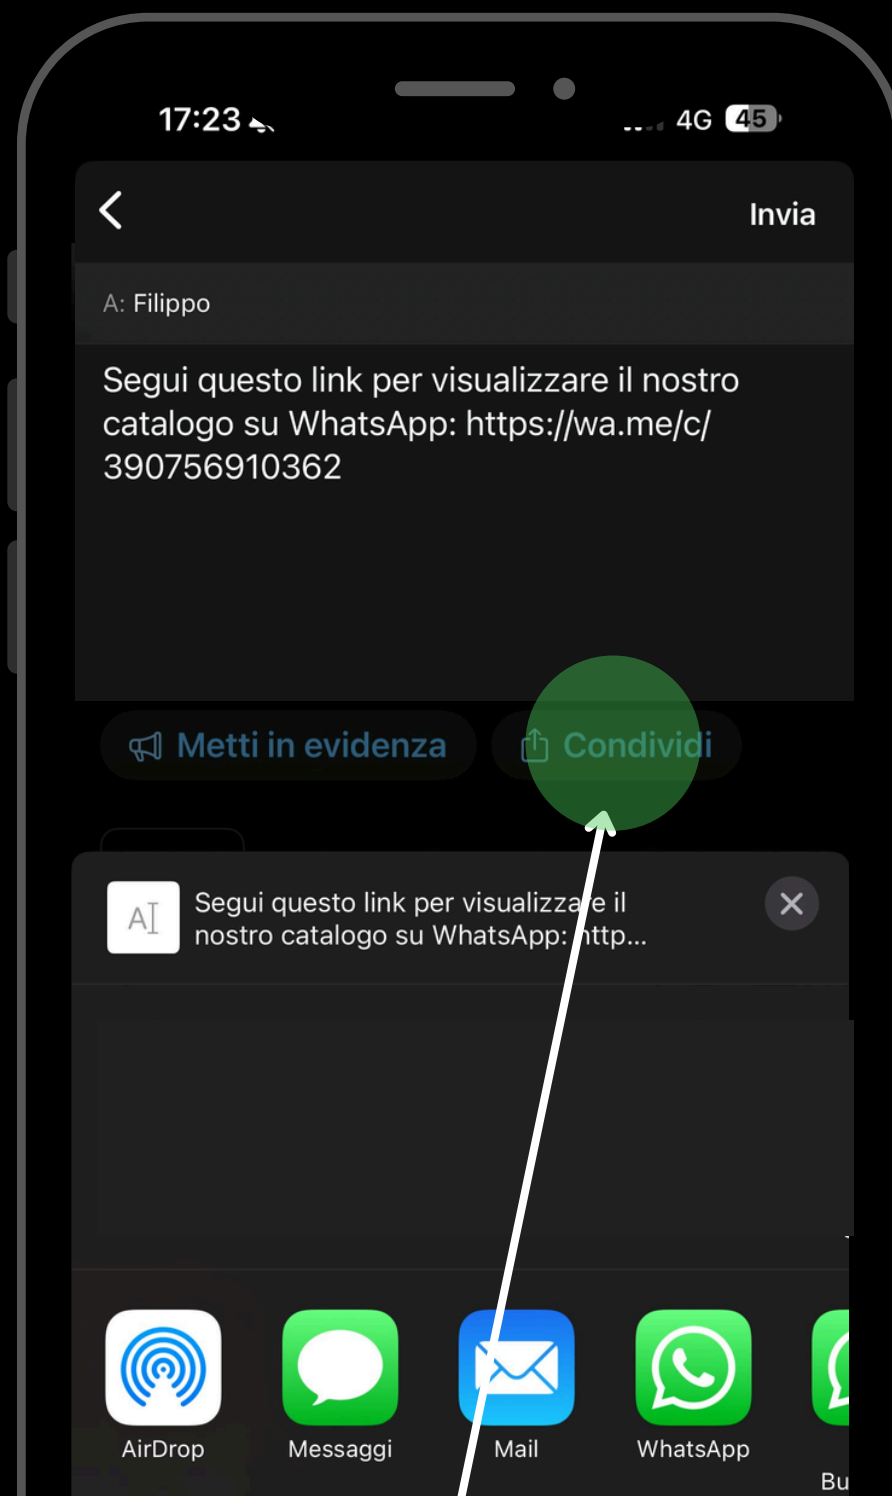 17:23
4G 45
Invia
A: Filippo
Segui questo link per visualizzare il nostro
catalogo su WhatsApp: https://wa.me/c/
390756910362
Metti in evidenza
Condividi
A
Segui questo link per visualizzare il
nostro catalogo su WhatsApp: http...
AirDrop
Messaggi
Mail
WhatsApp
Bu